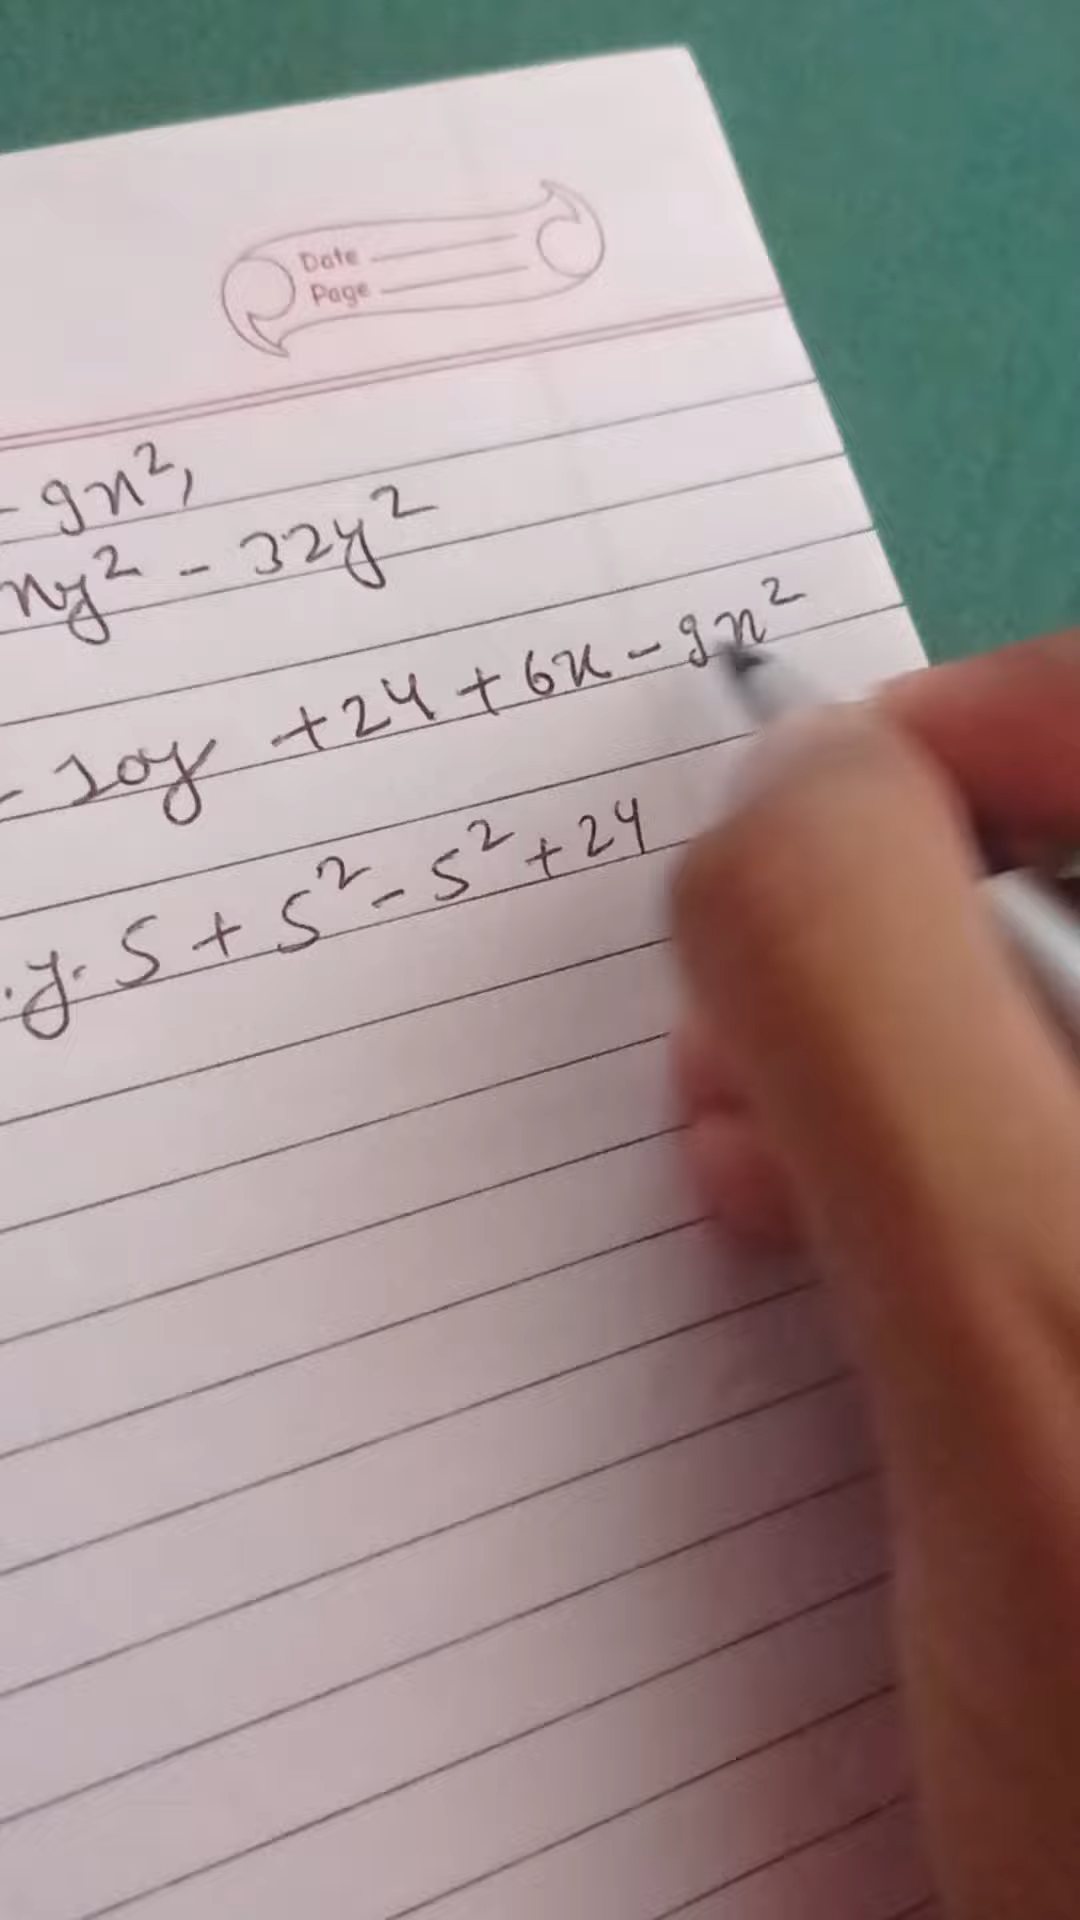 Date
Page
- 9x²,
xy² - 32y²
- 10y + 24 + 6x - 9x²
.y.5 + 5² - 5² + 24